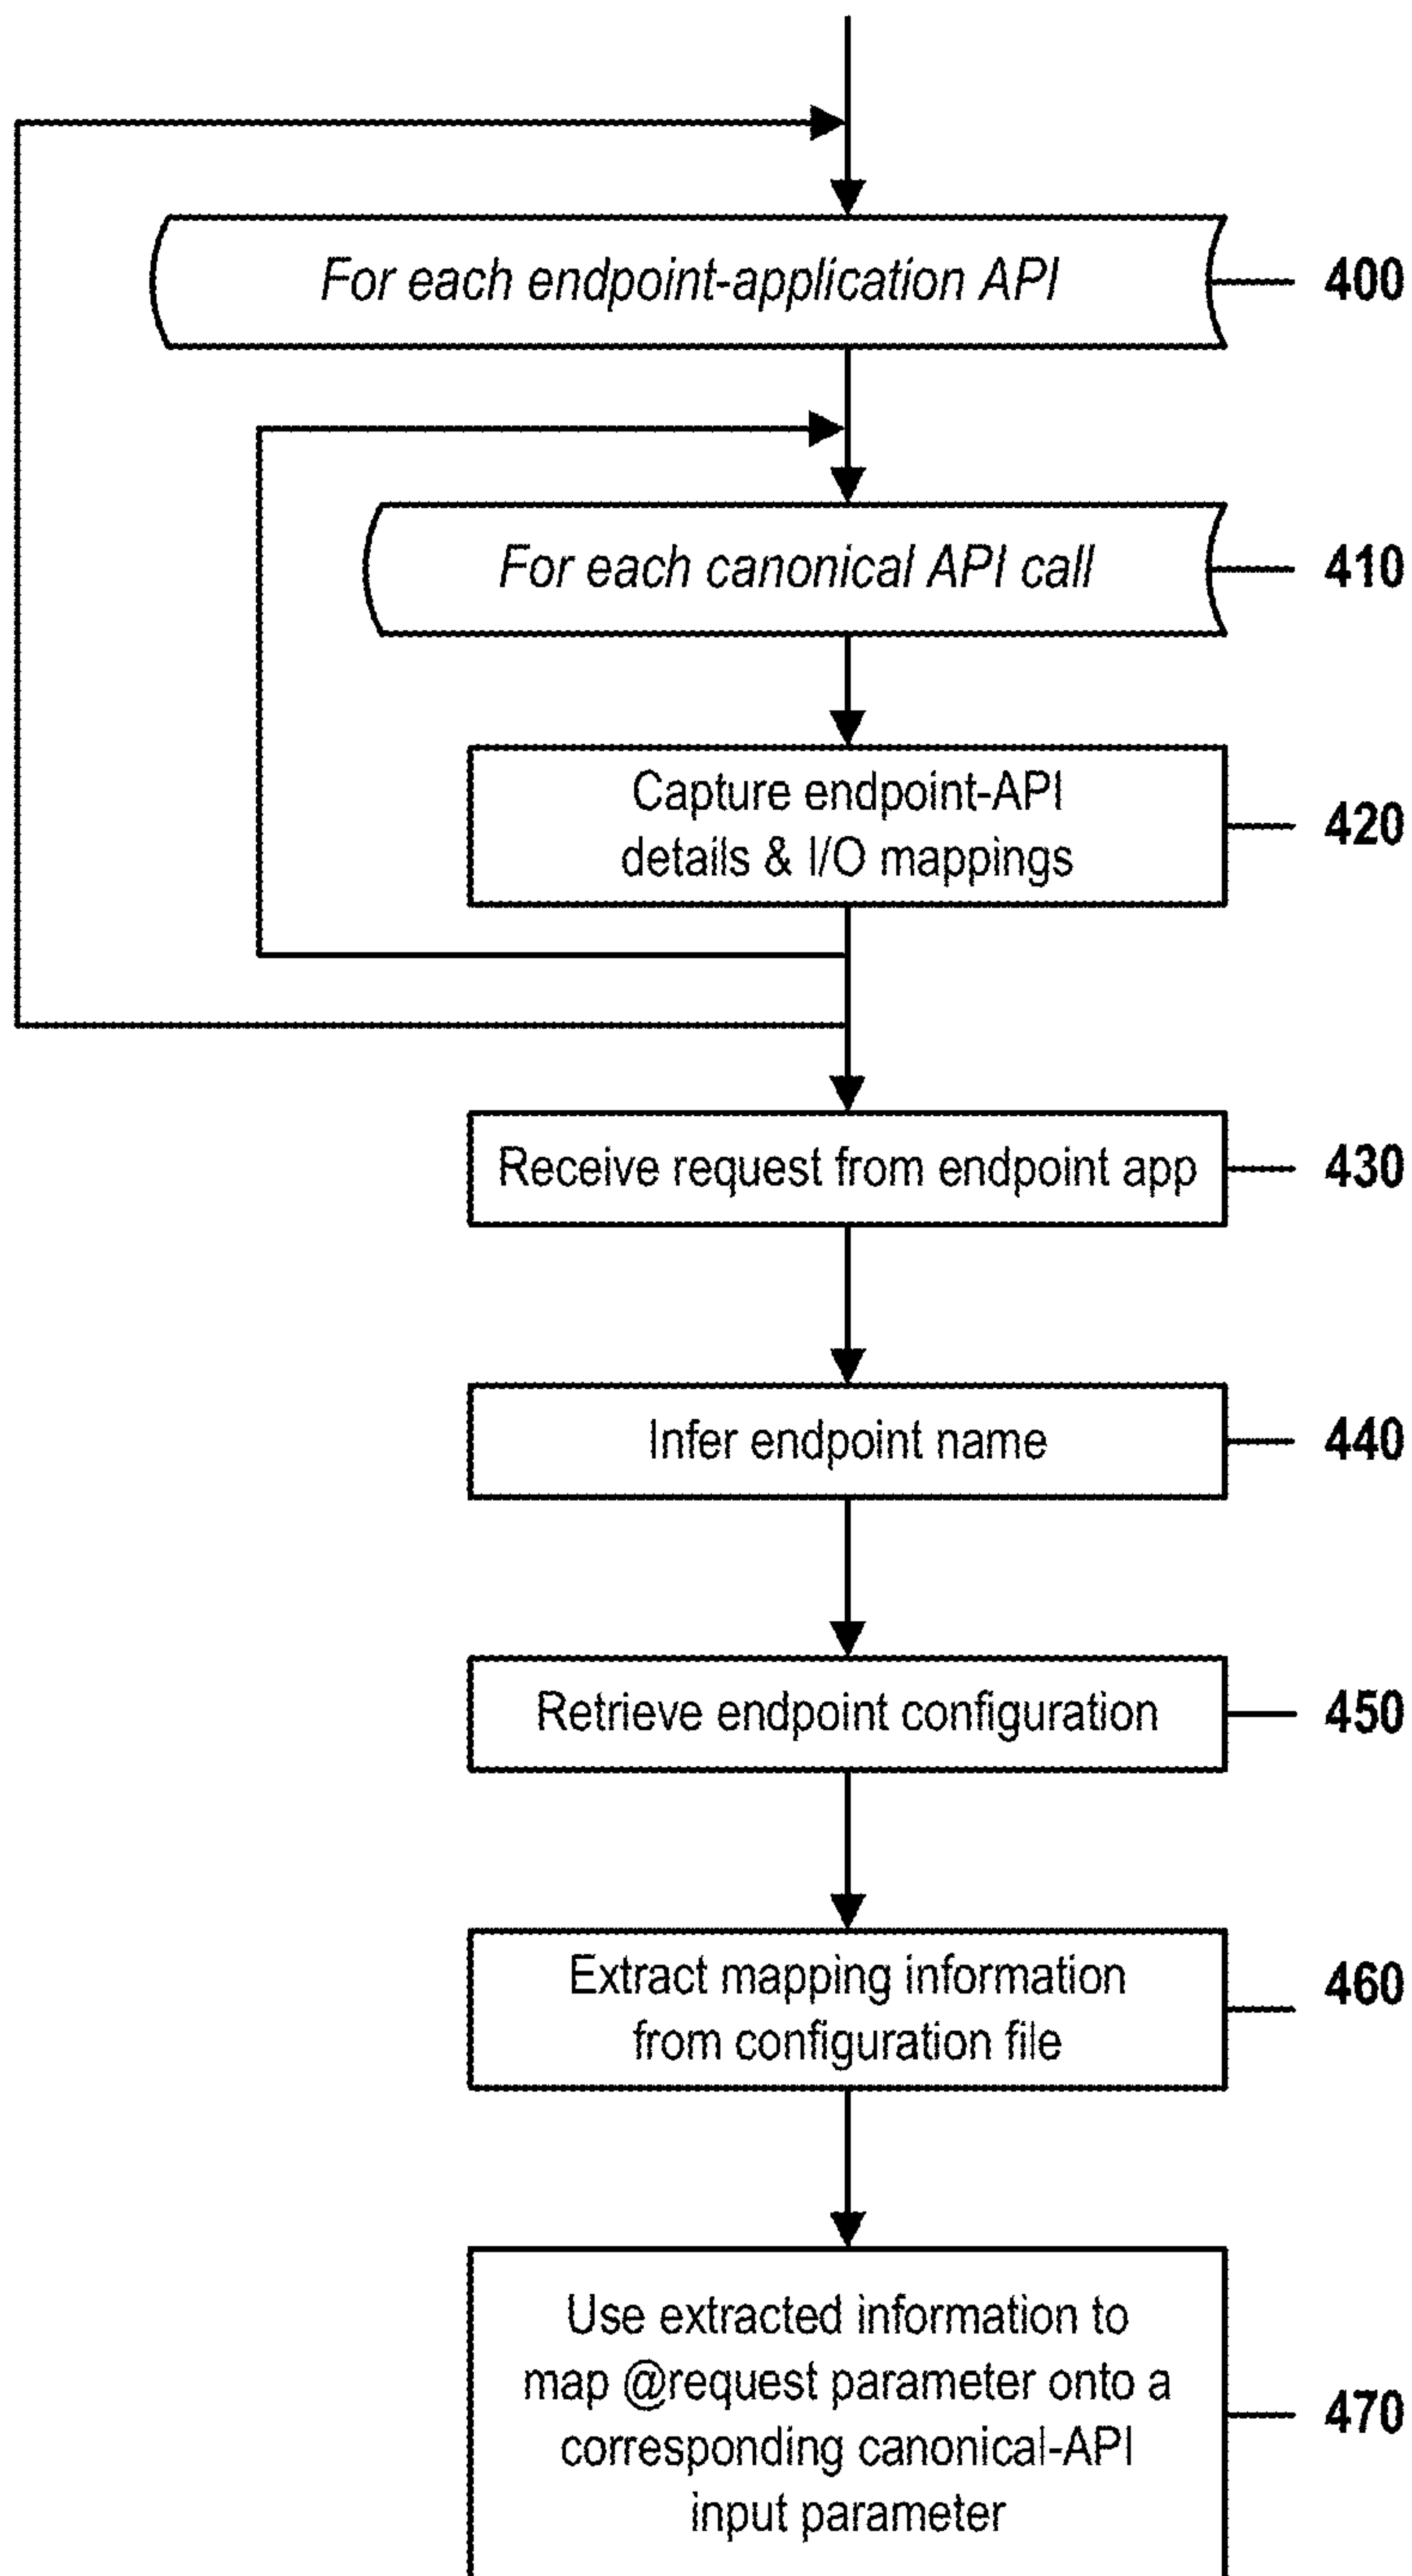 For each endpoint-application API
400
For each canonical API call
410
Capture endpoint-API
details & I/O mappings
420
Receive request from endpoint app
430
Infer endpoint name
440
Retrieve endpoint configuration
450
Extract mapping information
from configuration file
460
Use extracted information to
map @request parameter onto a
corresponding canonical-API
input parameter
470